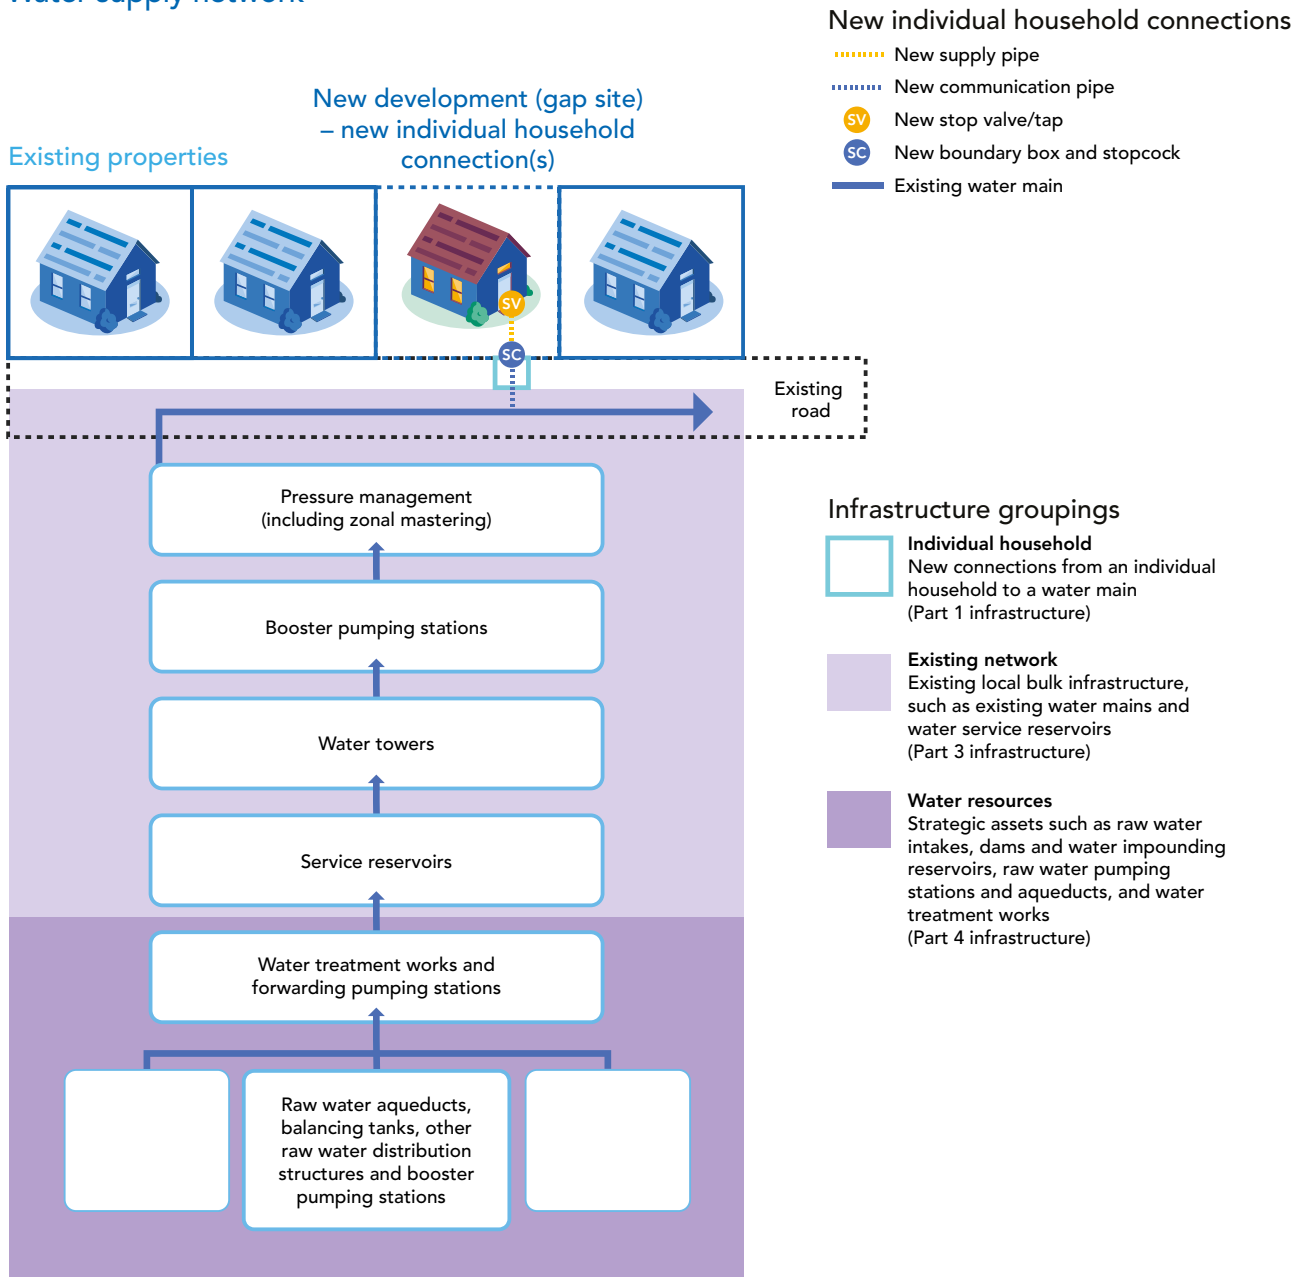 Water supply network
New individual household connections
New supply pipe
New communication pipe
SV New stop valve/tap
SC New boundary box and stopcock
Existing water main
New development (gap site)
– new individual household
connection(s)
Existing properties
SV
SC
Existing
road
Pressure management
(including zonal mastering)
Booster pumping stations
Water towers
Service reservoirs
Water treatment works and
forwarding pumping stations
Raw water aqueducts,
balancing tanks, other
raw water distribution
structures and booster
pumping stations
Infrastructure groupings
Individual household
New connections from an individual
household to a water main
(Part 1 infrastructure)
Existing network
Existing local bulk infrastructure,
such as existing water mains and
water service reservoirs
(Part 3 infrastructure)
Water resources
Strategic assets such as raw water
intakes, dams and water impounding
reservoirs, raw water pumping
stations and aqueducts, and water
treatment works
(Part 4 infrastructure)